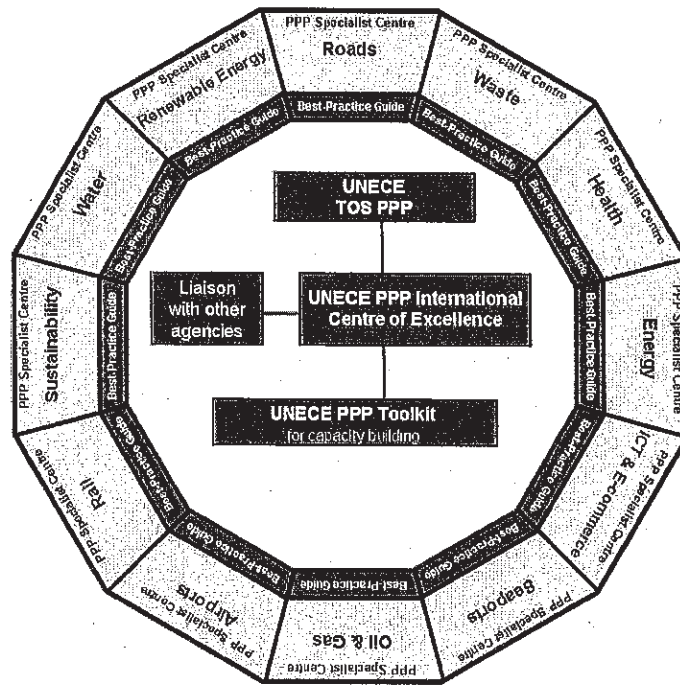 PPP Specialist Centre
Roads
Best-Practice Guide
PPP Specialist Centre
Waste
Best-Practice Guide
PPP Specialist Centre
Health
Best-Practice Guide
PPP Specialist Centre
Energy
Best-Practice Guide
PPP Specialist Centre
ICT & E-commerce
Best-Practice Guide
PPP Specialist Centre
Seaports
Best-Practice Guide
PPP Specialist Centre
Oil & Gas
Best-Practice Guide
PPP Specialist Centre
Airports
Best-Practice Guide
PPP Specialist Centre
Rail
Best-Practice Guide
PPP Specialist Centre
Sustainability
Best-Practice Guide
PPP Specialist Centre
Water
Best-Practice Guide
PPP Specialist Centre
Renewable Energy
Best-Practice Guide
UNECE
TOS PPP
Liaison
with other
agencies
UNECE PPP International
Centre of Excellence
UNECE PPP Toolkit
for capacity building